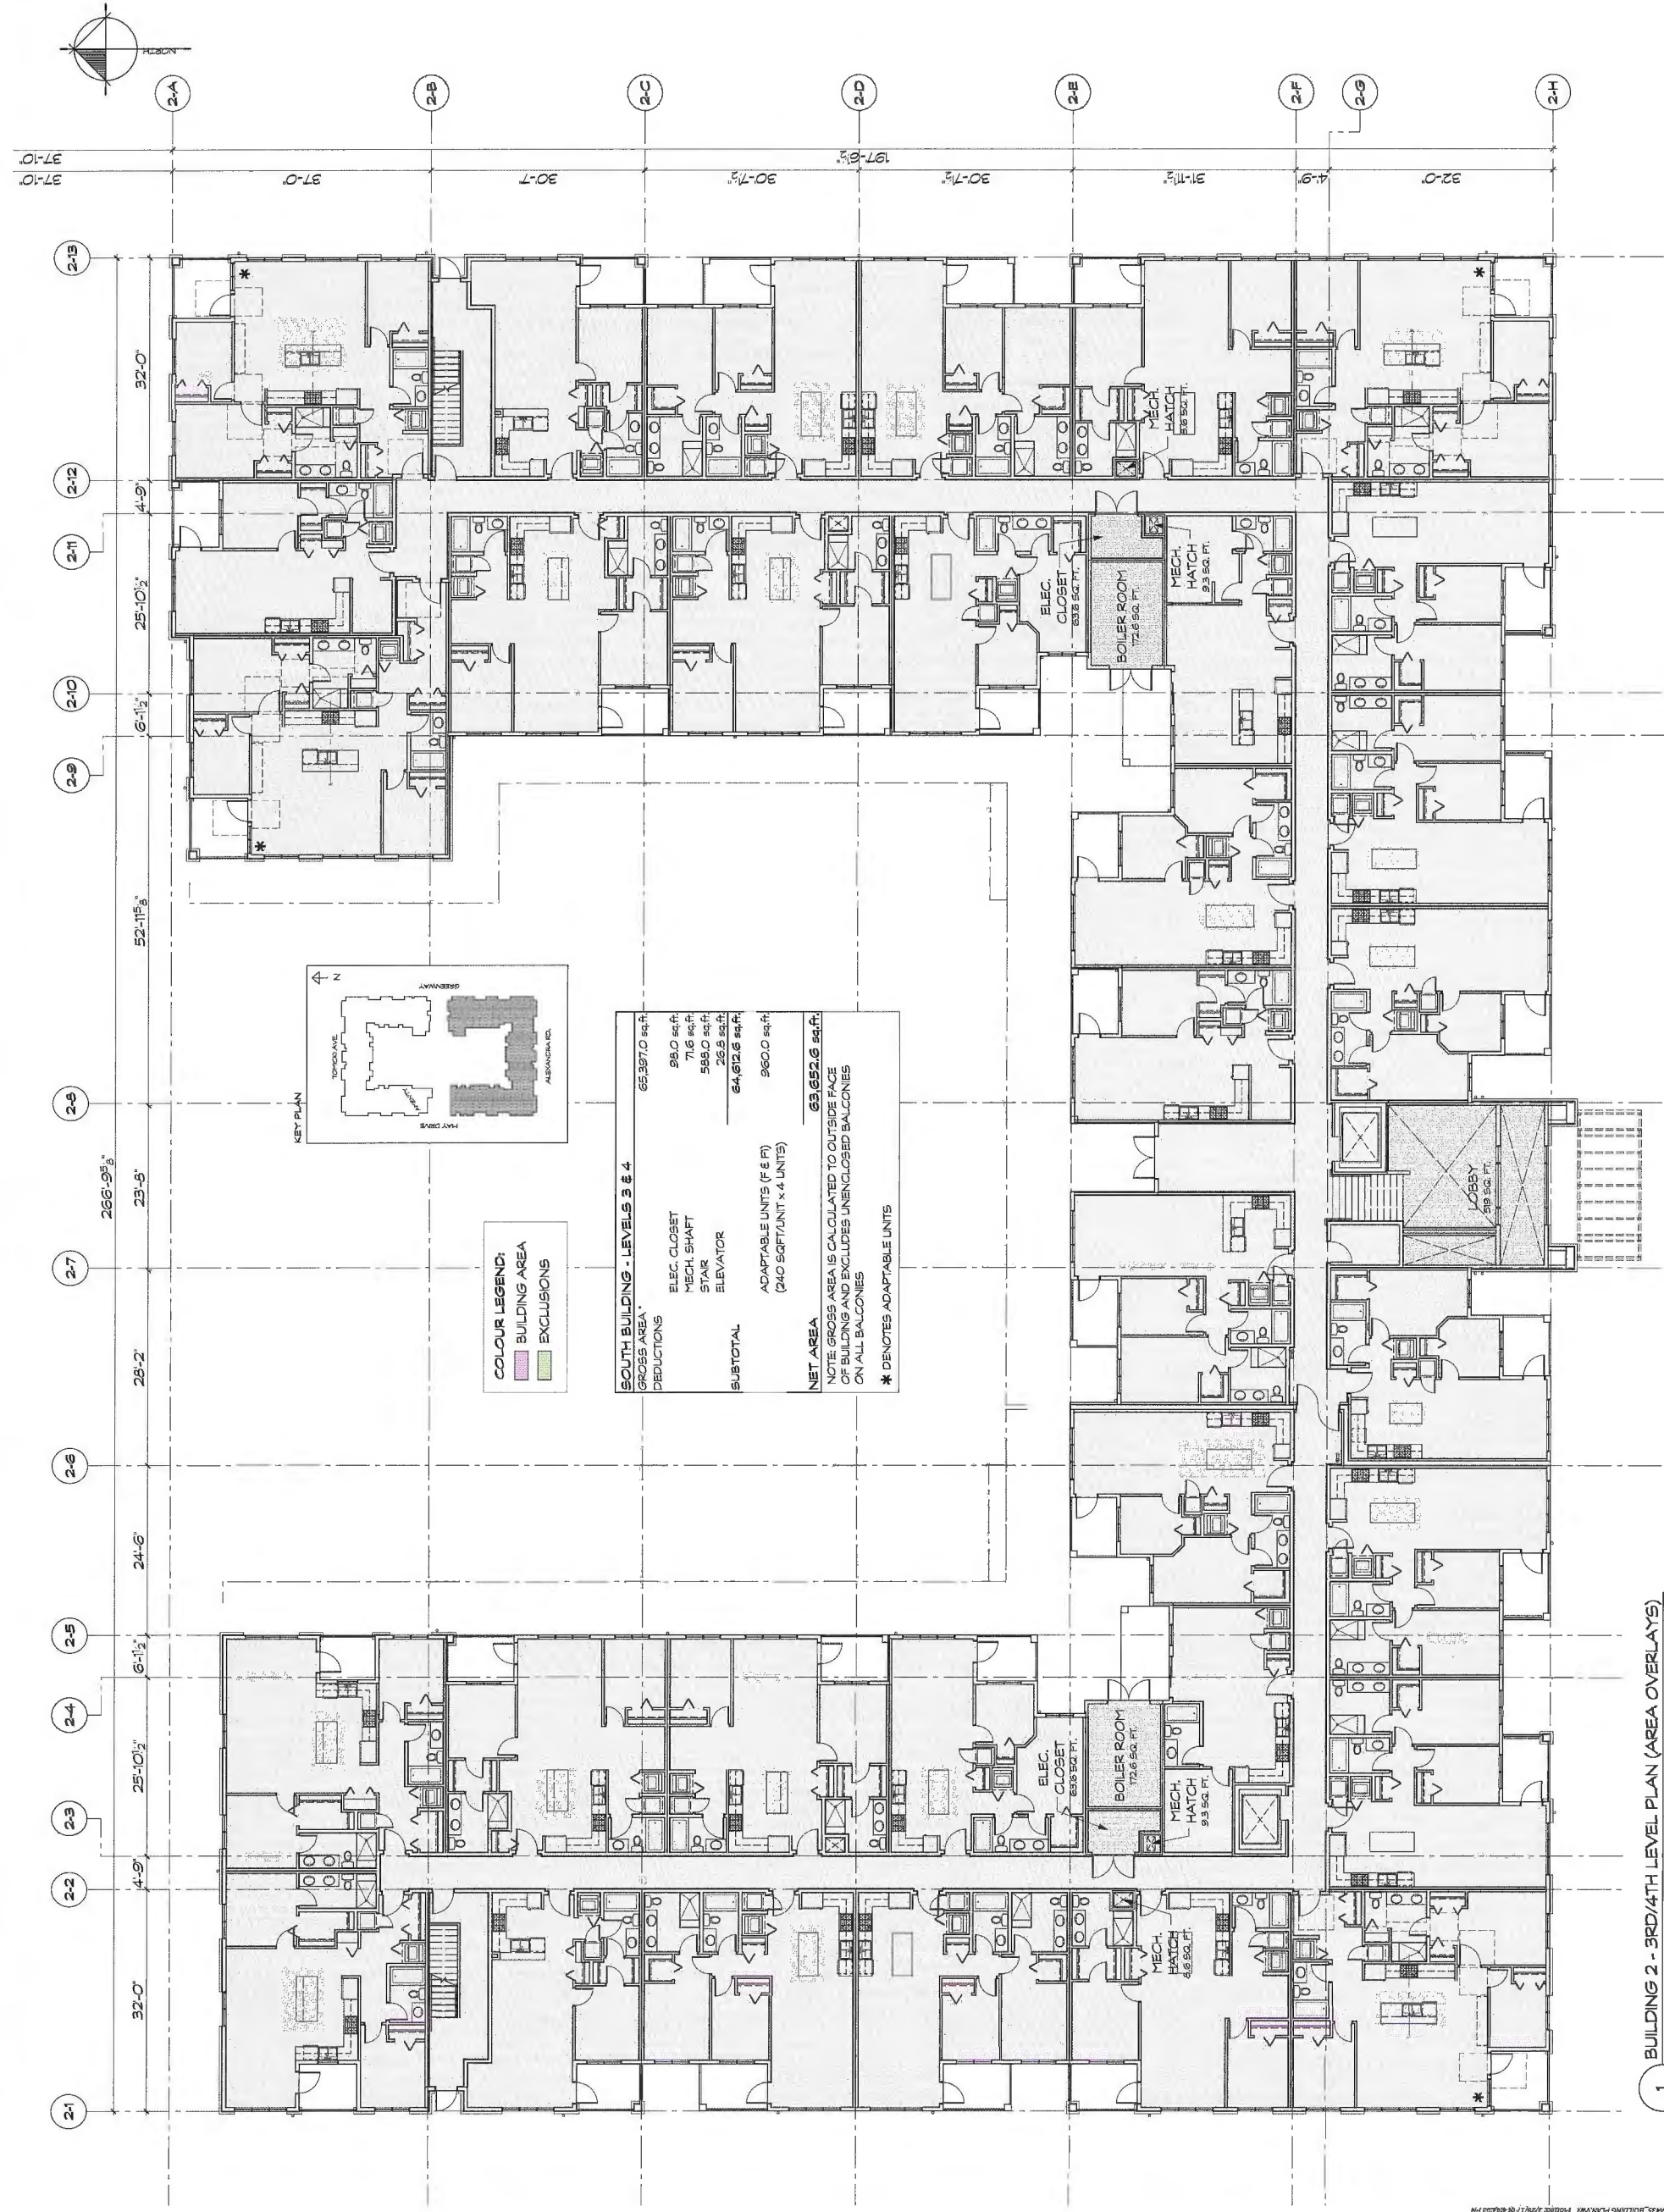 NORTH
2-A
2-B
2-C
2-D
2-E
2-F
2-G
2-H
37'-10"
197'-6½"
37'-10"
37'-0"
30'-7"
30'-7½"
30'-7½"
31'-11½"
4'-9"
32'-0"
2-13
2-12
2-11
2-10
2-9
2-8
2-7
2-6
2-5
2-4
2-3
2-2
2-1
266'-9⅝"
32'-0"
4'-9"
25'-10½"
6'-1½"
52'-11⅝"
23'-8"
28'-2"
24'-6"
6'-1½"
25'-10½"
4'-9"
32'-0"
*
*
*
*
MECH.
HATCH
8.6 SQ. FT.
ELEC.
CLOSET
63.6 SQ. FT.
BOILER ROOM
172.6 SQ. FT.
MECH.
HATCH
9.3 SQ. FT.
KEY PLAN
N
TOMICKI AVE.
GREENWAY
MAY DRIVE
ALEXANDRA RD.
COLOUR LEGEND:
BUILDING AREA
EXCLUSIONS
SOUTH BUILDING - LEVELS 3 & 4
GROSS AREA * 65,397.0 sq.ft.
DEDUCTIONS
ELEC. CLOSET 98.0 sq.ft.
MECH. SHAFT 71.6 sq.ft.
STAIR 588.0 sq.ft.
ELEVATOR 26.8 sq.ft.
SUBTOTAL 64,612.6 sq.ft.
ADAPTABLE UNITS (F & F1) 960.0 sq.ft.
(240 SQFT/UNIT x 4 UNITS)
NET AREA 63,652.6 sq.ft.
NOTE: GROSS AREA IS CALCULATED TO OUTSIDE FACE
OF BUILDING AND EXCLUDES UNENCLOSED BALCONIES
ON ALL BALCONIES
* DENOTES ADAPTABLE UNITS
LOBBY
519 SQ. FT.
ELEC.
CLOSET
63.6 SQ. FT.
BOILER ROOM
172.6 SQ. FT.
MECH.
HATCH
9.3 SQ. FT.
MECH.
HATCH
8.6 SQ. FT.
1
BUILDING 2 - 3RD/4TH LEVEL PLAN (AREA OVERLAYS)